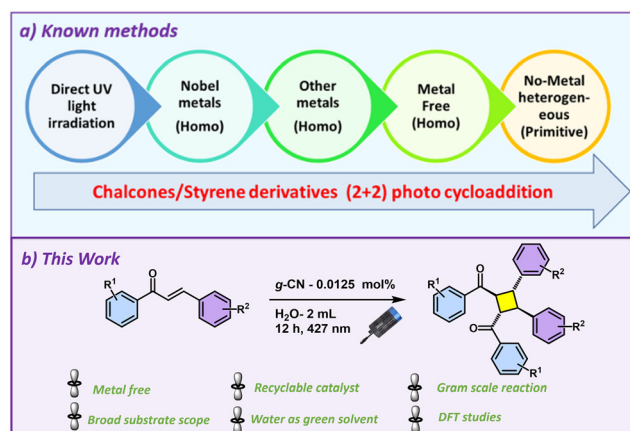 a) Known methods
Direct UV
light
irradiation
Nobel
metals
(Homo)
Other
metals
(Homo)
Metal
Free
(Homo)
No-Metal
heterogen-
eous
(Primitive)
Chalcones/Styrene derivatives (2+2) photo cycloaddition
b) This Work
R¹
O
R²
g-CN - 0.0125 mol%
H₂O- 2 mL
12 h, 427 nm
R¹
O
R²
R²
O
R¹
Metal free
Recyclable catalyst
Gram scale reaction
Broad substrate scope
Water as green solvent
DFT studies